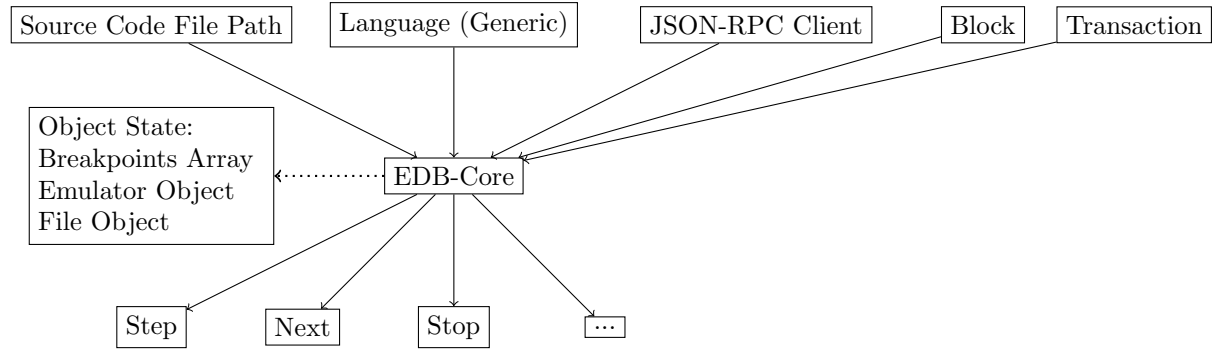 Source Code File Path
Language (Generic)
JSON-RPC Client
Block
Transaction
Object State:
Breakpoints Array
Emulator Object
File Object
EDB-Core
Step
Next
Stop
...